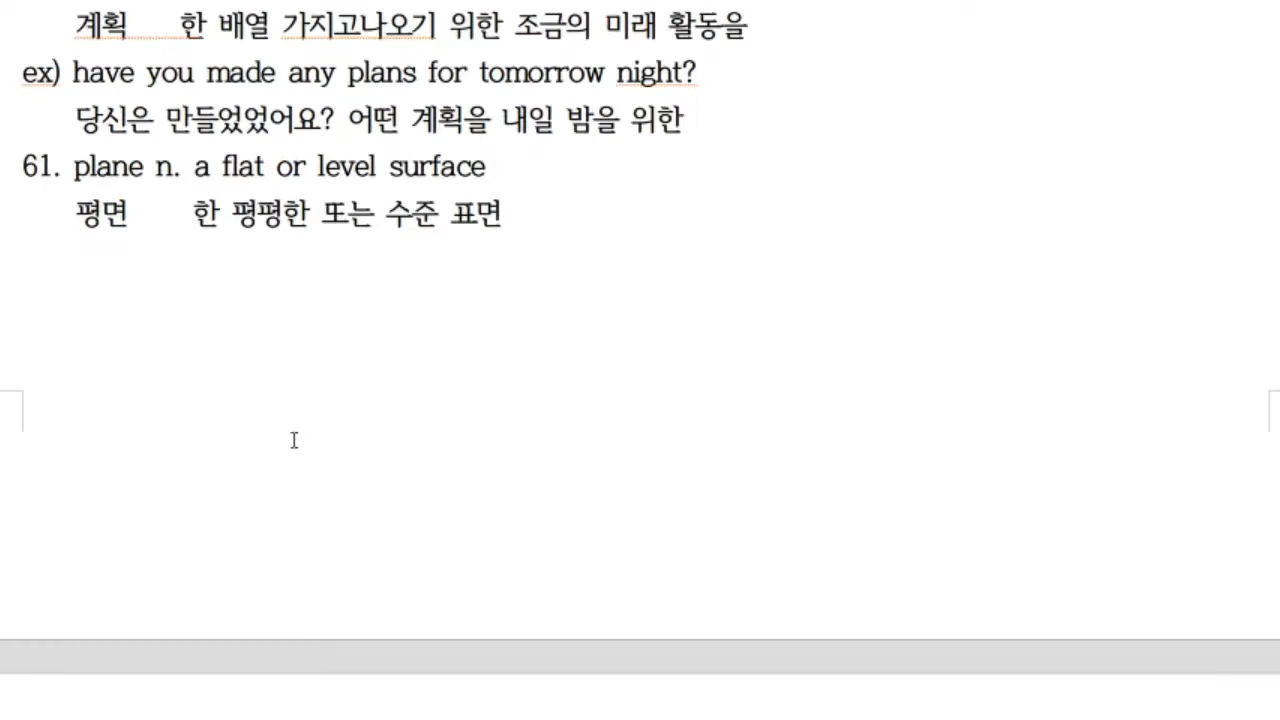 계획 한 배열 가지고나오기 위한 조금의 미래 활동을
ex) have you made any plans for tomorrow night?
당신은 만들었었어요? 어떤 계획을 내일 밤을 위한
61. plane n. a flat or level surface
평면 한 평평한 또는 수준 표면